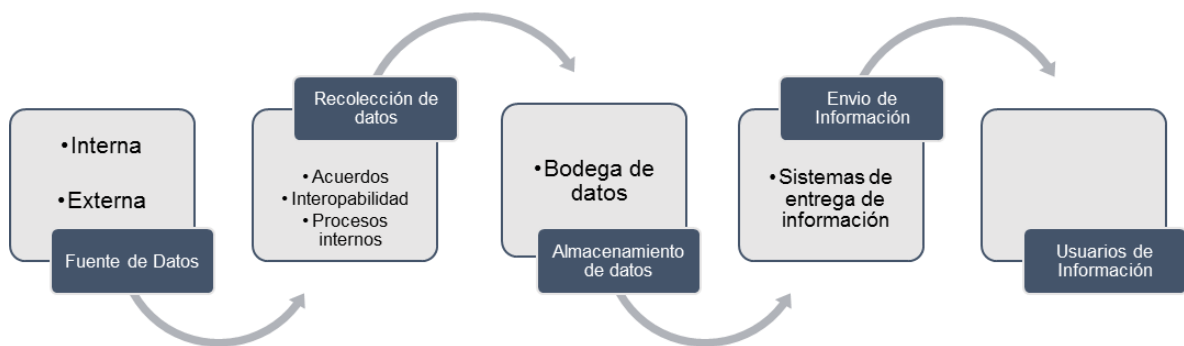 •Interna
•Externa
Fuente de Datos
Recolección de
datos
•Acuerdos
•Interopabilidad
•Procesos
internos
•Bodega de
datos
Almacenamiento
de datos
Envio de
Información
•Sistemas de
entrega de
información
Usuarios de
Información